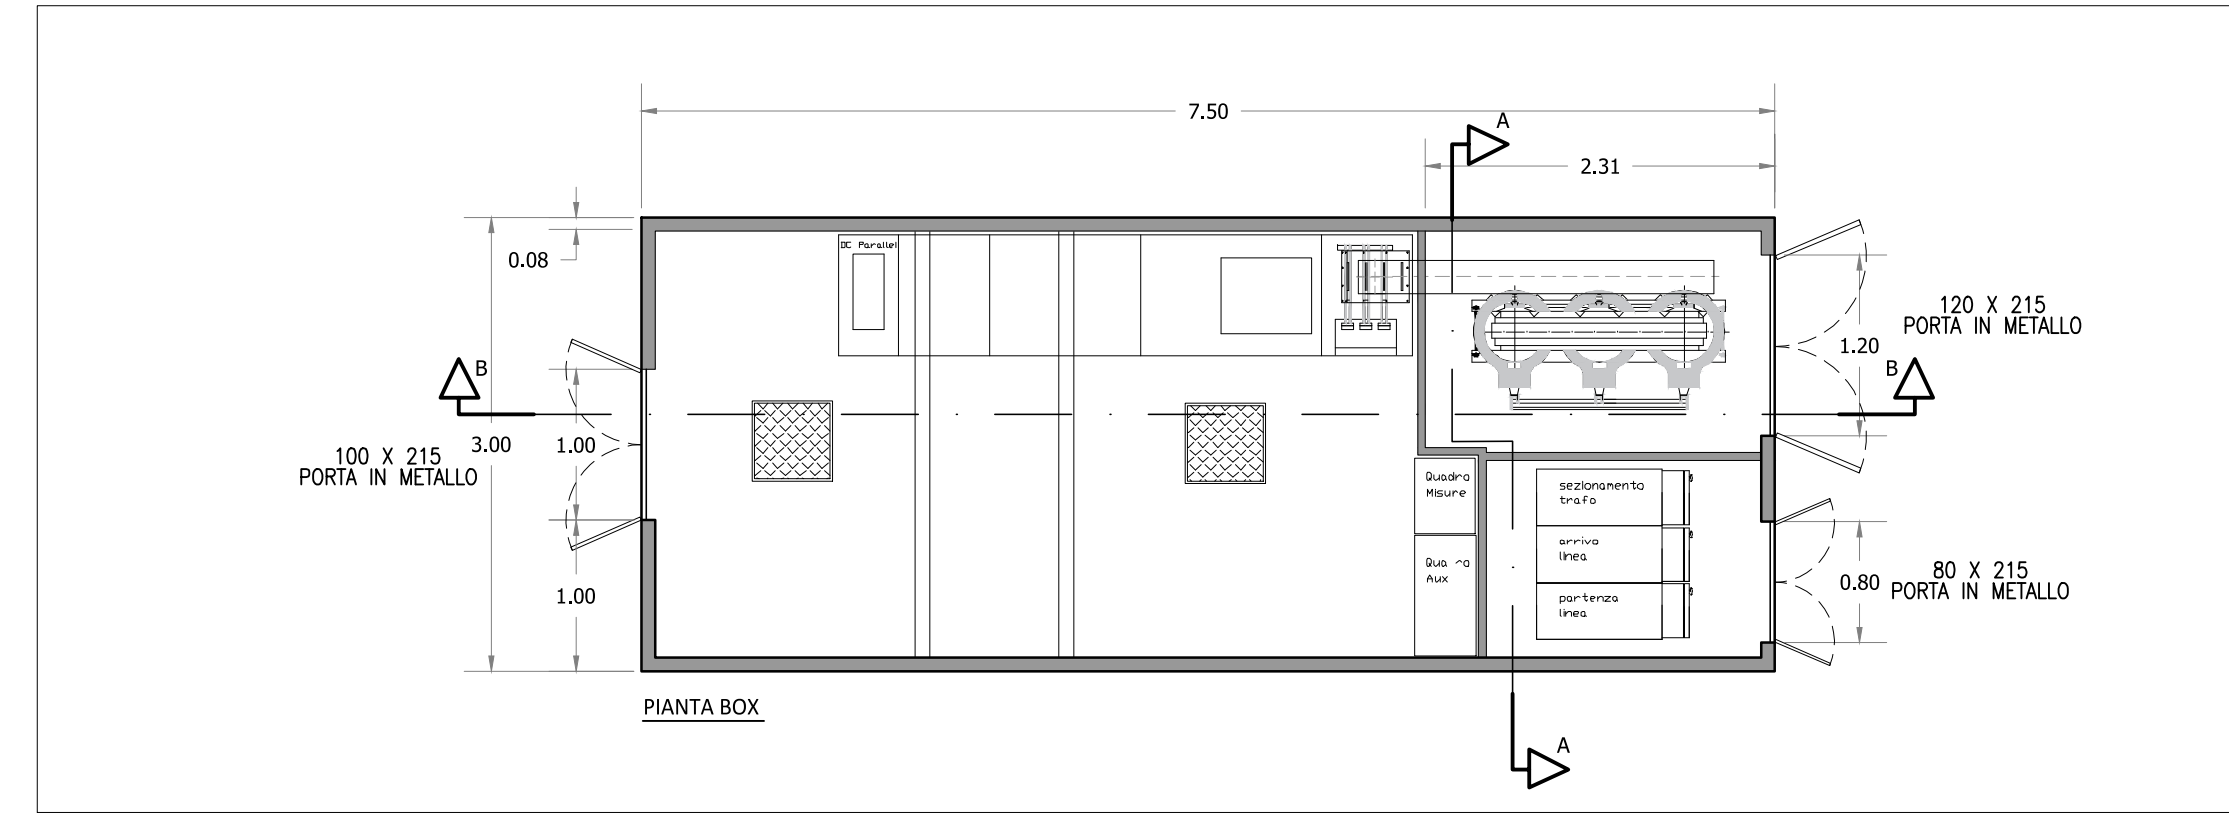 7.50
A
2.31
0.08
DC Parallel
120 X 215
PORTA IN METALLO
1.20
B
B
3.00
1.00
100 X 215
PORTA IN METALLO
Quadro
Misure
sezionamento
trafo
arrivo
linea
Aux
partenza
linea
80 X 215
PORTA IN METALLO
0.80
1.00
PIANTA BOX
A